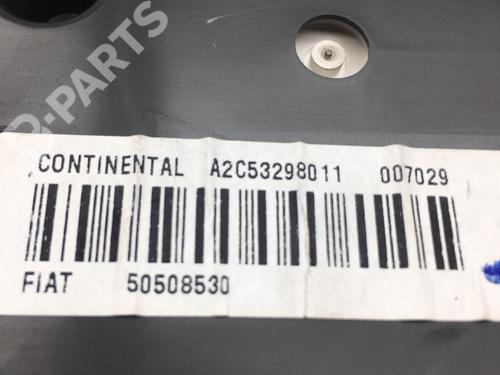 B-PARTS
CONTINENTAL A2C53298011 007029
FIAT 50508530